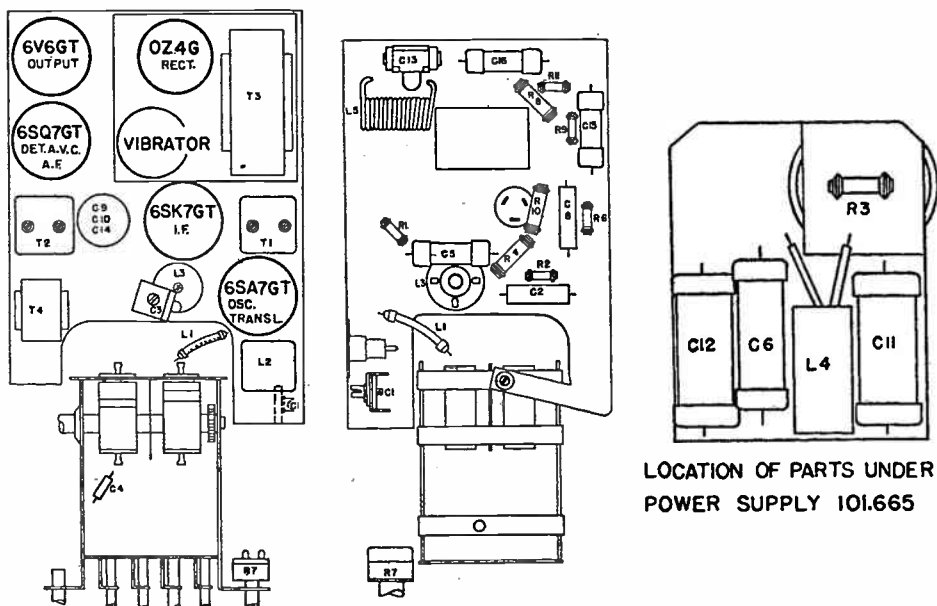 6V6GT
OUTPUT
OZ4G
RECT.
T3
6SQ7GT
DET. A.V.C.
A.F.
VIBRATOR
C9
C10
C14
6SK7GT
I.F.
T2
T1
L3
6SA7GT
OSC.
TRANSL.
C3
T4
L1
L2
C1
C4
R7
C13
C16
R11
L5
R8
C15
R9
R10
C8
R6
R1
C5
R4
R2
L3
C2
L1
C1
R7
R3
C12
C6
L4
C11
LOCATION OF PARTS UNDER
POWER SUPPLY 101.665